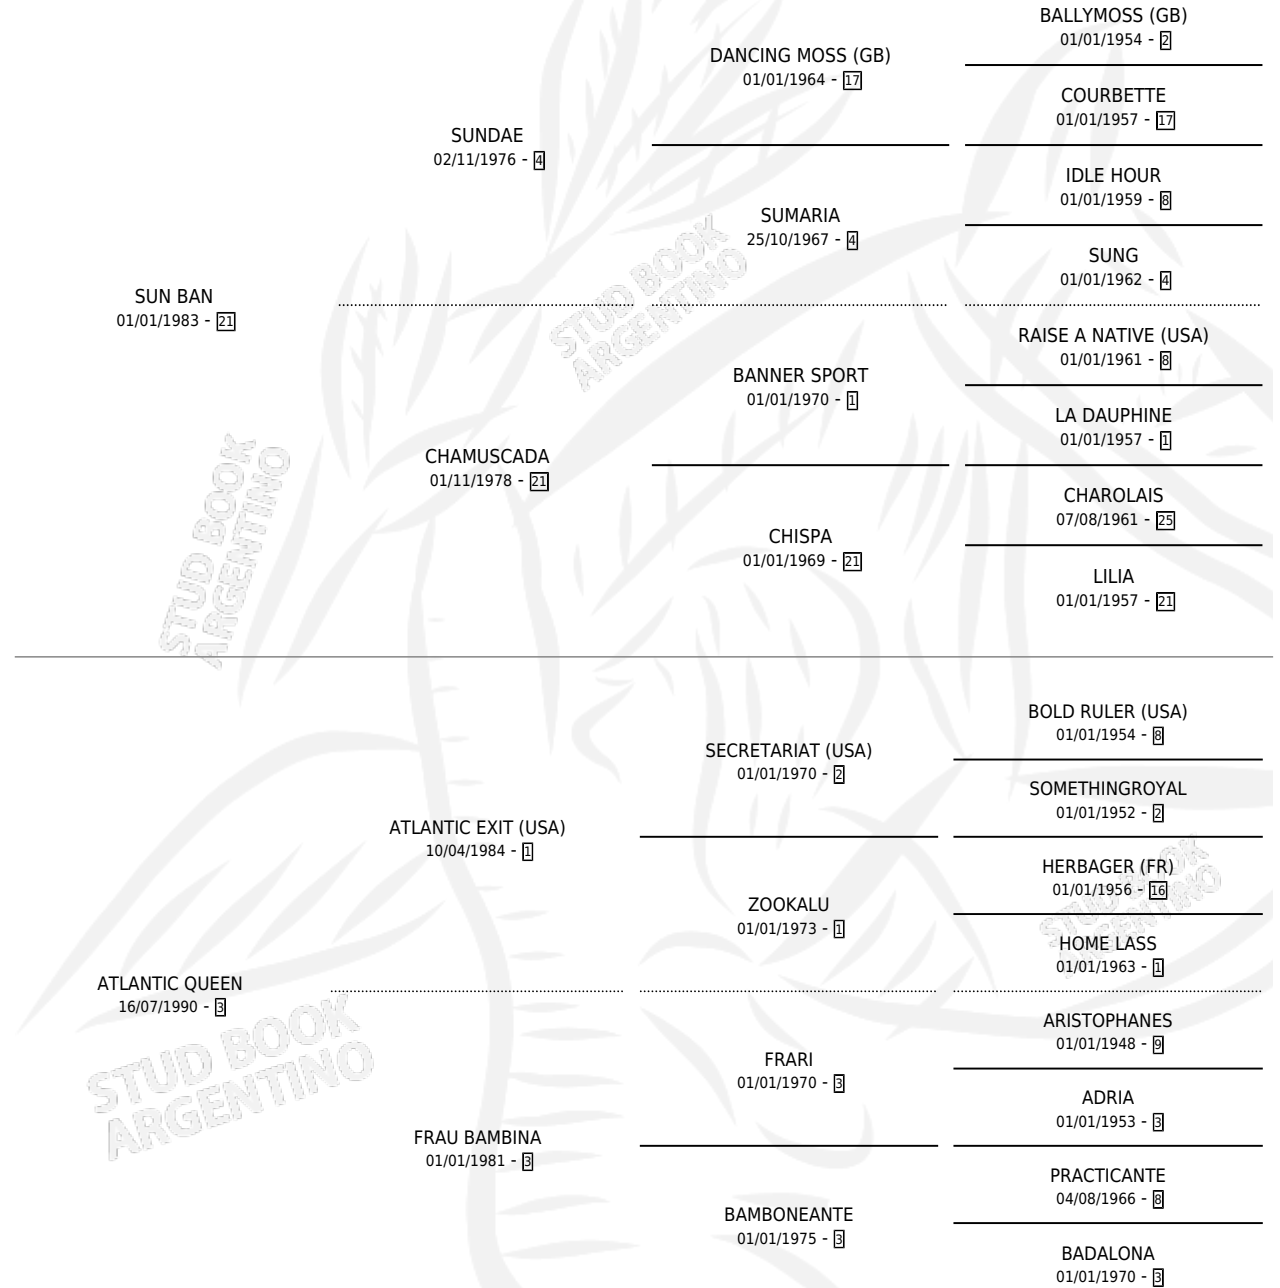 BALLYMOSS (GB)
01/01/1954 - 2
DANCING MOSS (GB)
01/01/1964 - 17
COURBETTE
01/01/1957 - 17
SUNDAE
02/11/1976 - 4
IDLE HOUR
01/01/1959 - 8
SUMARIA
25/10/1967 - 4
SUNG
01/01/1962 - 4
SUN BAN
01/01/1983 - 21
RAISE A NATIVE (USA)
01/01/1961 - 8
BANNER SPORT
01/01/1970 - 1
LA DAUPHINE
01/01/1957 - 1
CHAMUSCADA
01/11/1978 - 21
CHAROLAIS
07/08/1961 - 25
CHISPA
01/01/1969 - 21
LILIA
01/01/1957 - 21
BOLD RULER (USA)
01/01/1954 - 8
SECRETARIAT (USA)
01/01/1970 - 2
SOMETHINGROYAL
01/01/1952 - 2
ATLANTIC EXIT (USA)
10/04/1984 - 1
HERBAGER (FR)
01/01/1956 - 16
ZOOKALU
01/01/1973 - 1
HOME LASS
01/01/1963 - 1
ATLANTIC QUEEN
16/07/1990 - 3
ARISTOPHANES
01/01/1948 - 9
FRARI
01/01/1970 - 3
ADRIA
01/01/1953 - 3
FRAU BAMBINA
01/01/1981 - 3
PRACTICANTE
04/08/1966 - 8
BAMBONEANTE
01/01/1975 - 3
BADALONA
01/01/1970 - 3
STUD BOOK
ARGENTINO
STUD BOOK
ARGENTINO
STUD BOOK
ARGENTINO
STUD BOOK
ARGENTINO